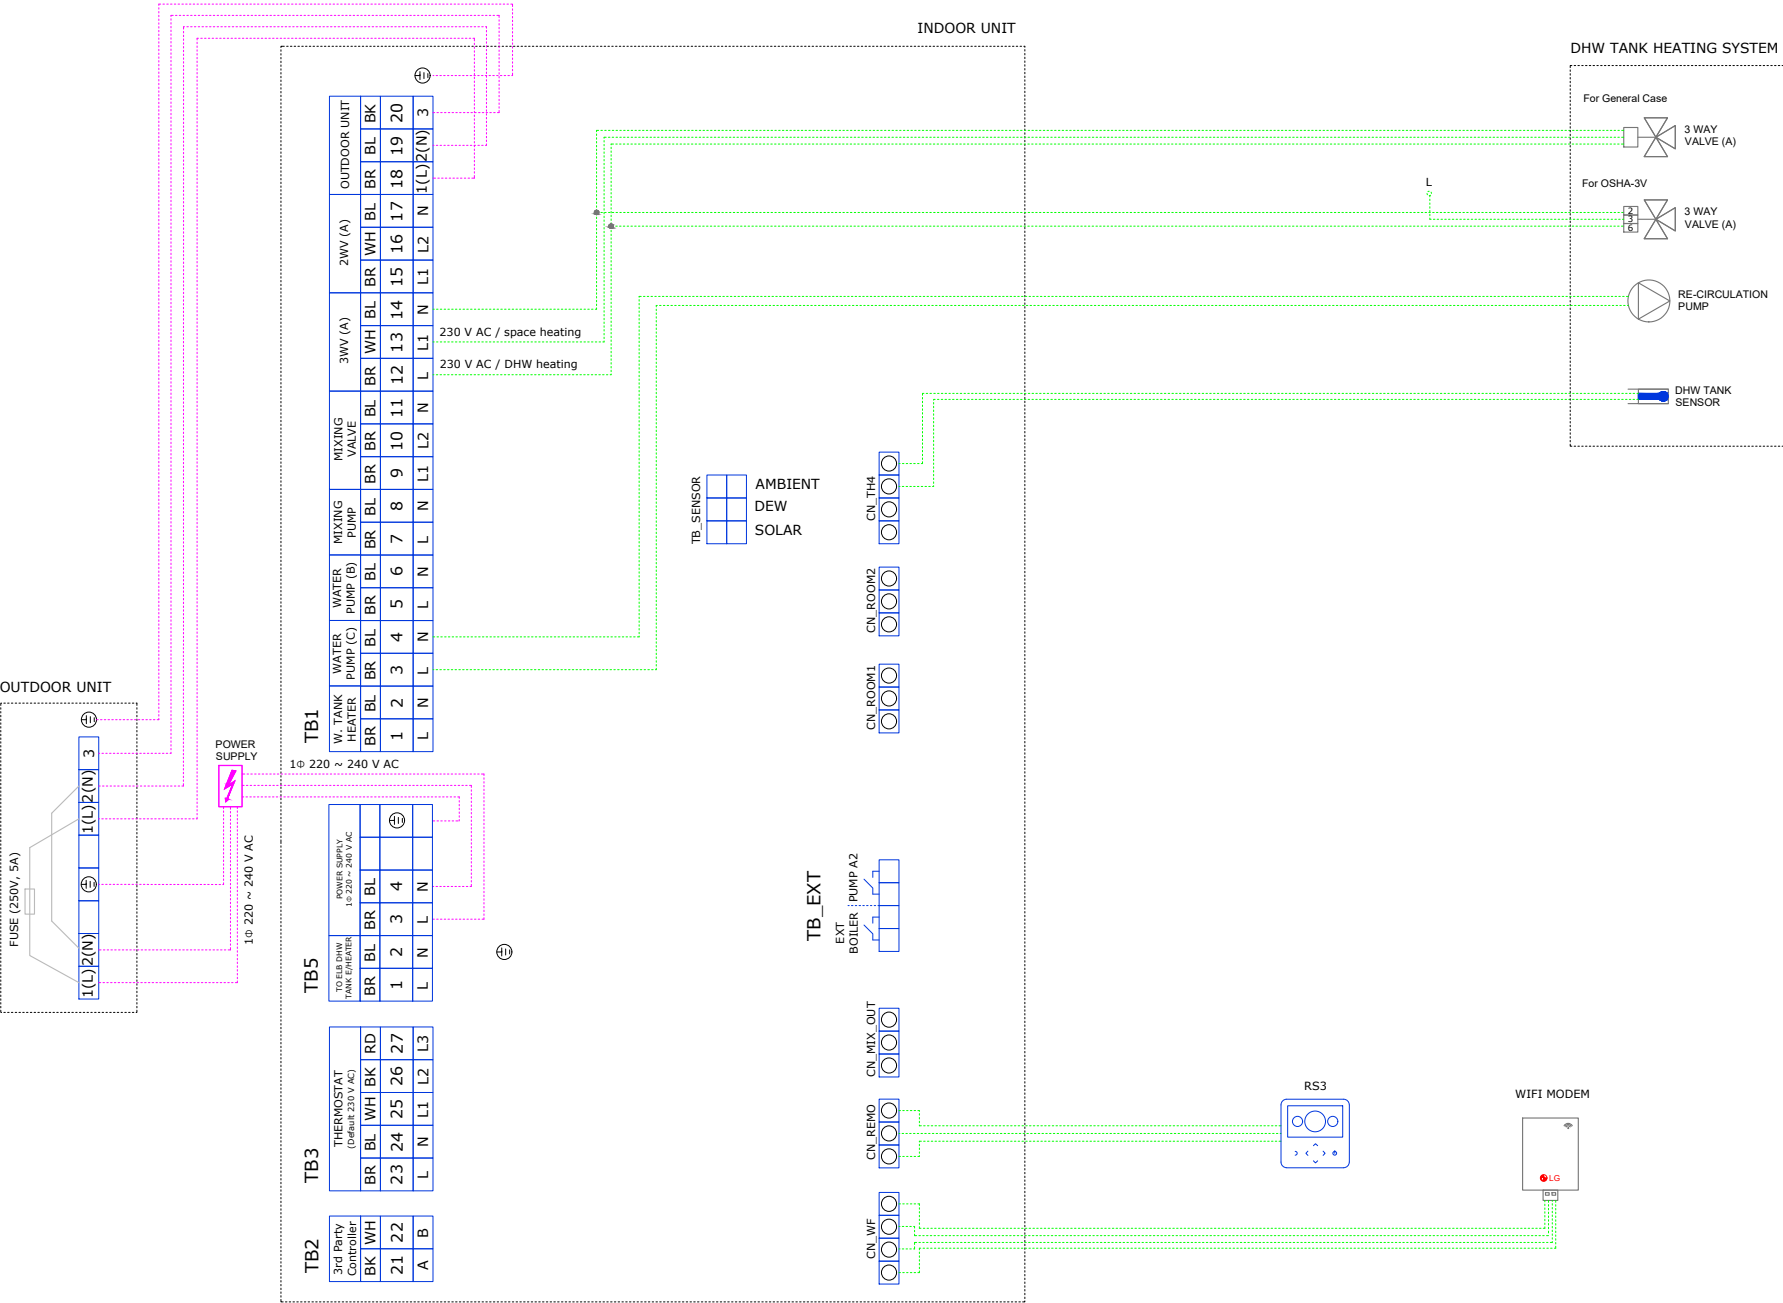 INDOOR UNIT
DHW TANK HEATING SYSTEM
For General Case
3 WAY
VALVE (A)
For OSHA-3V
L
2
3
6
3 WAY
VALVE (A)
RE-CIRCULATION
PUMP
DHW TANK
SENSOR
TB1
OUTDOOR UNIT
BK 20 3
BL 19 2(N)
BR 18 1(L)
2WV (A)
BL 17 N
WH 16 L2
BR 15 L1
3WV (A)
BL 14 N
WH 13 L1
BR 12 L
230 V AC / space heating
230 V AC / DHW heating
MIXING
VALVE
BL 11 N
BR 10 L2
BR 9 L1
MIXING
PUMP
BL 8 N
BR 7 L
WATER
PUMP (B)
BL 6 N
BR 5 L
WATER
PUMP (C)
BL 4 N
BR 3 L
W. TANK
HEATER
BL 2 N
BR 1 L
TB_SENSOR
AMBIENT
DEW
SOLAR
CN_TH4
CN_ROOM2
CN_ROOM1
OUTDOOR UNIT
3
2(N)
1(L)
2(N)
1(L)
FUSE (250V, 5A)
POWER
SUPPLY
1Φ 220 ~ 240 V AC
1Φ 220 ~ 240 V AC
TB5
POWER SUPPLY
1Φ 220 ~ 240 V AC
BL 4 N
BR 3 L
TO ELB DHW
TANK E/HEATER
BL 2 N
BR 1 L
TB_EXT
PUMP A2
EXT
BOILER
TB3
THERMOSTAT
(Default 230 V AC)
RD 27 L3
BK 26 L2
WH 25 L1
BL 24 N
BR 23 L
TB2
3rd Party
Controller
WH 22 B
BK 21 A
CN_MIX_OUT
CN_REMO
CN_WF
RS3
WIFI MODEM
LG